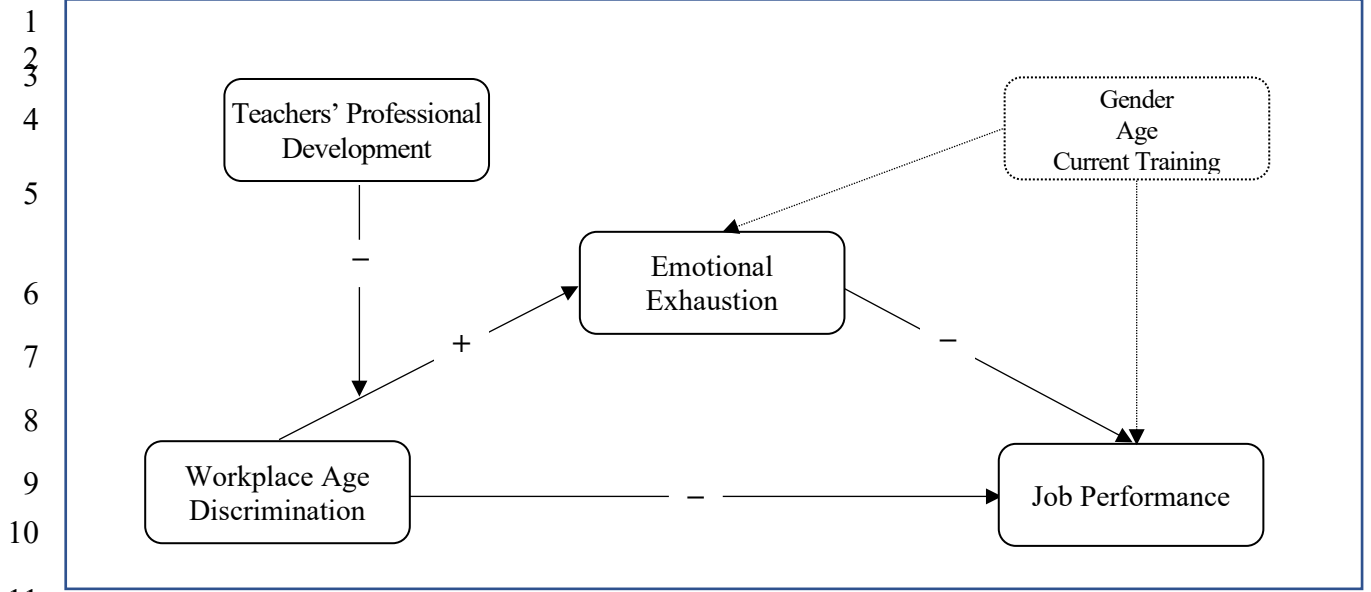 1
2
3
4
5
6
7
8
9
10
Teachers’ Professional
Development
Gender
Age
Current Training
–
Emotional
Exhaustion
+
–
Workplace Age
Discrimination
–
Job Performance